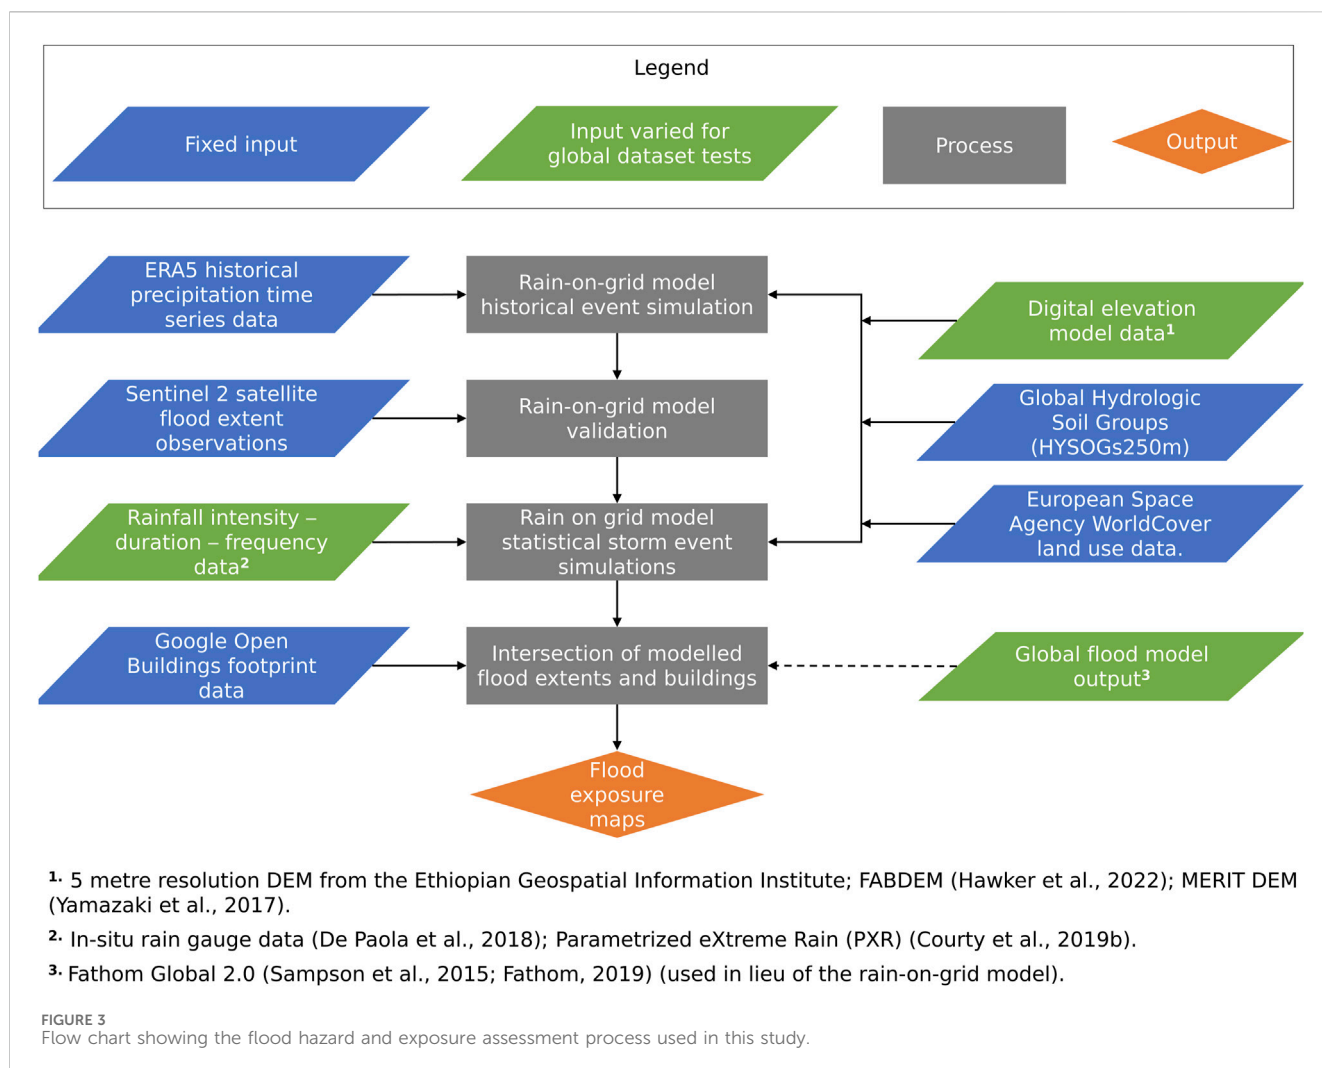 Legend
Fixed input
Input varied for
global dataset tests
Process
Output
ERA5 historical
precipitation time
series data
Rain-on-grid model
historical event simulation
Digital elevation
model data1
Sentinel 2 satellite
flood extent
observations
Rain-on-grid model
validation
Global Hydrologic
Soil Groups
(HYSOGs250m)
Rainfall intensity –
duration – frequency
data2
Rain on grid model
statistical storm event
simulations
European Space
Agency WorldCover
land use data.
Google Open
Buildings footprint
data
Intersection of modelled
flood extents and buildings
Global flood model
output3
Flood
exposure
maps
1. 5 metre resolution DEM from the Ethiopian Geospatial Information Institute; FABDEM (Hawker et al., 2022); MERIT DEM
(Yamazaki et al., 2017).
2. In-situ rain gauge data (De Paola et al., 2018); Parametrized eXtreme Rain (PXR) (Courty et al., 2019b).
3. Fathom Global 2.0 (Sampson et al., 2015; Fathom, 2019) (used in lieu of the rain-on-grid model).
FIGURE 3
Flow chart showing the flood hazard and exposure assessment process used in this study.